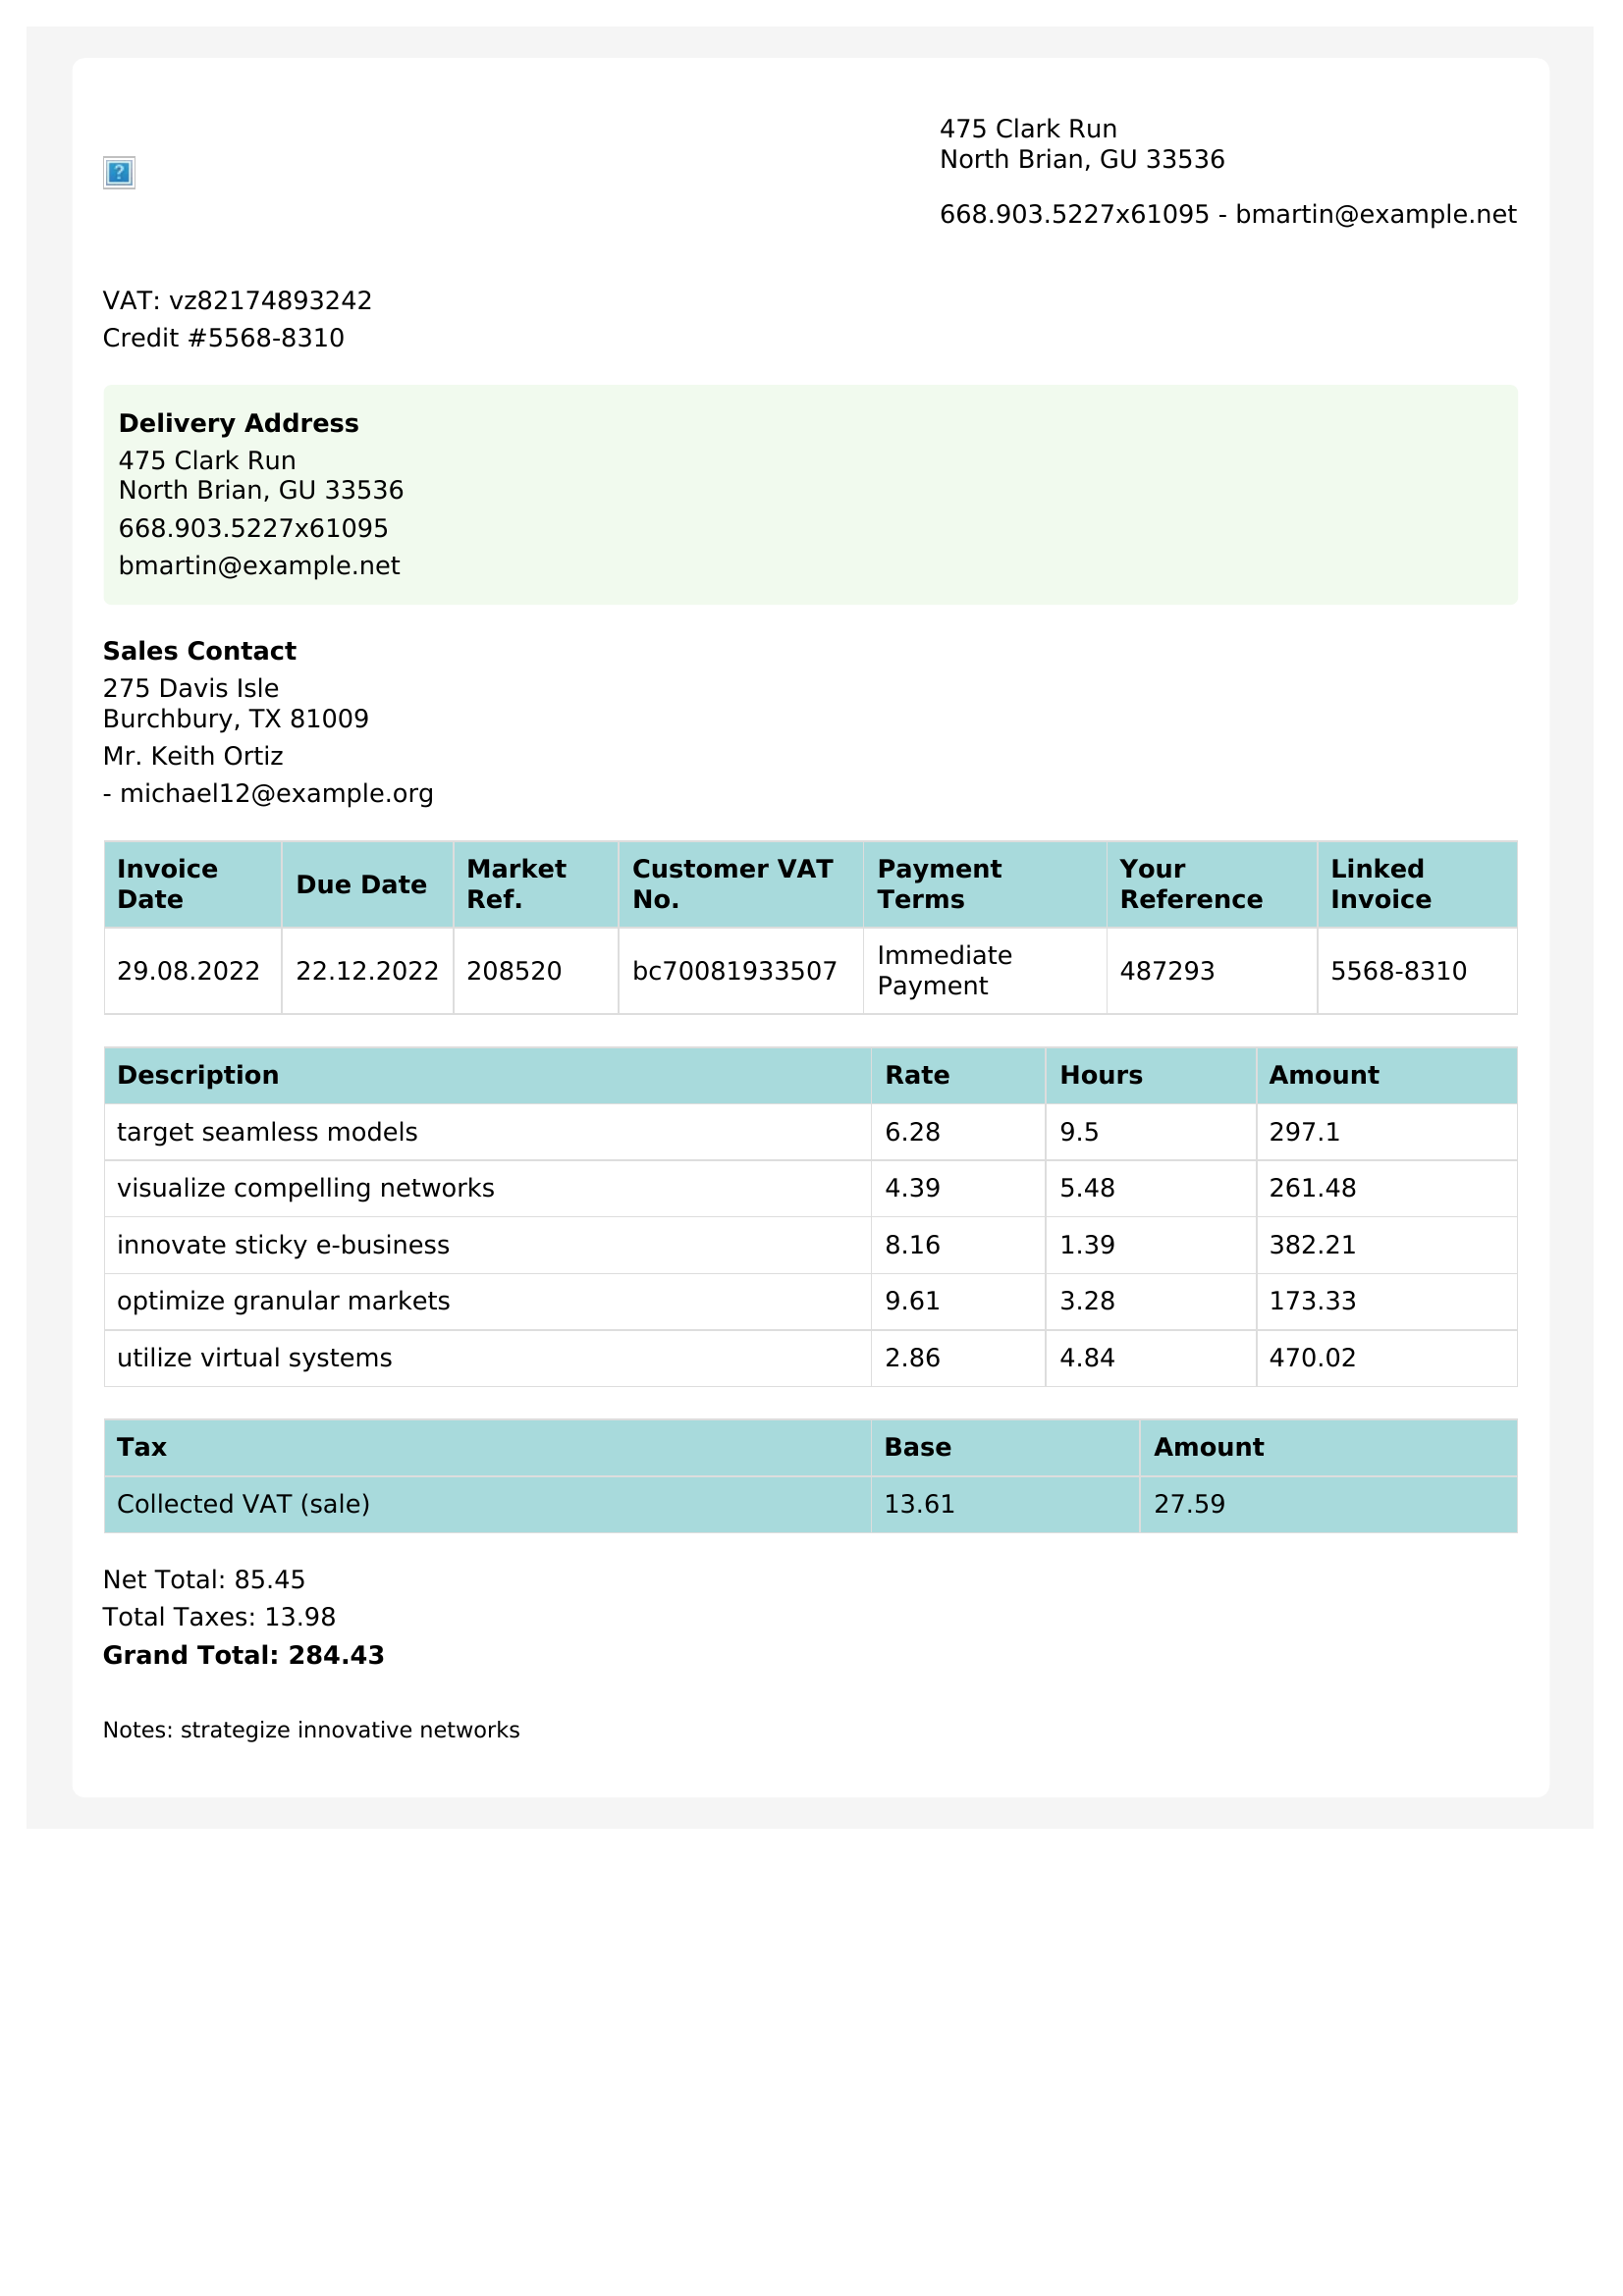 475 Clark Run
North Brian, GU 33536
668.903.5227x61095 - bmartin@example.net
VAT: vz82174893242
Credit #5568-8310
Delivery Address
475 Clark Run
North Brian, GU 33536
668.903.5227x61095
bmartin@example.net
Sales Contact
275 Davis Isle
Burchbury, TX 81009
Mr. Keith Ortiz
- michael12@example.org
Invoice Date Due Date Market Ref. Customer VAT No. Payment Terms Your Reference Linked Invoice
29.08.2022 22.12.2022 208520 bc70081933507 Immediate Payment 487293 5568-8310
Description Rate Hours Amount
target seamless models 6.28 9.5 297.1
visualize compelling networks 4.39 5.48 261.48
innovate sticky e-business 8.16 1.39 382.21
optimize granular markets 9.61 3.28 173.33
utilize virtual systems 2.86 4.84 470.02
Tax Base Amount
Collected VAT (sale) 13.61 27.59
Net Total: 85.45
Total Taxes: 13.98
Grand Total: 284.43
Notes: strategize innovative networks